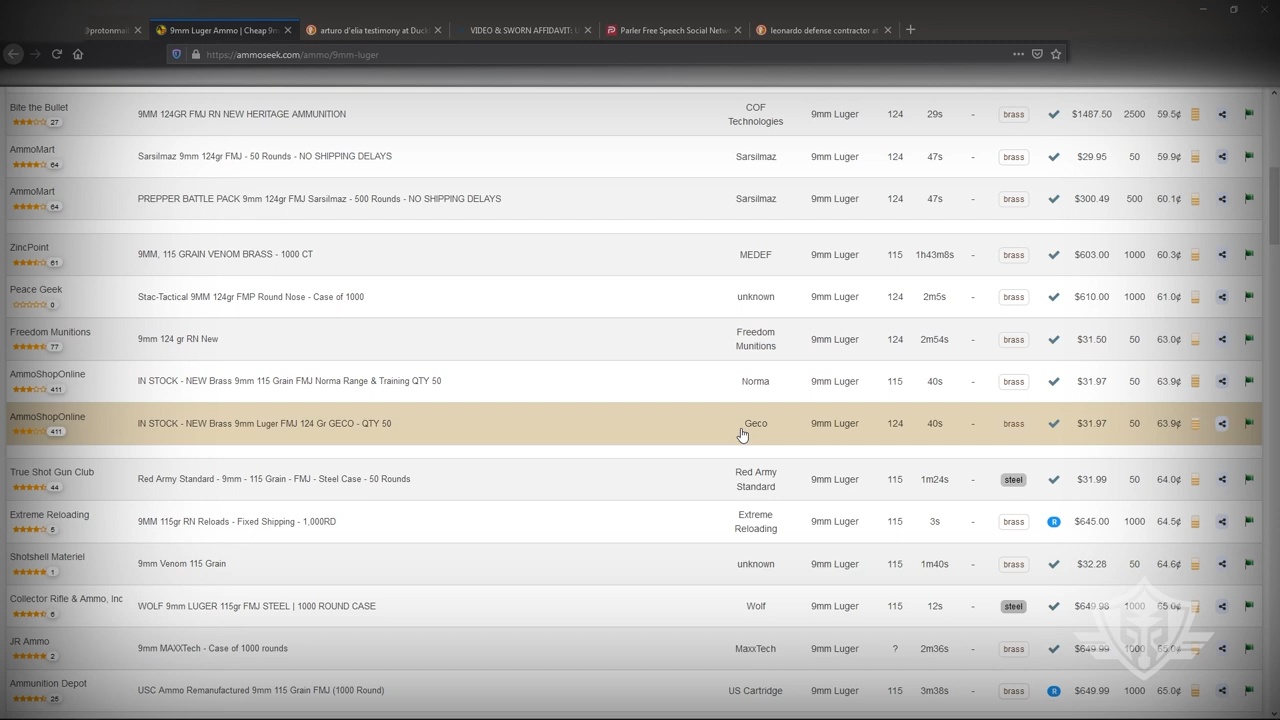 @protonmail
9mm Luger Ammo | Cheap 9m
arturo d'elia testimony at Duck
VIDEO & SWORN AFFIDAVIT: U
Parler Free Speech Social Netw
leonardo defense contractor at
https://ammoseek.com/ammo/9mm-luger
Bite the Bullet 27 9MM 124GR FMJ RN NEW HERITAGE AMMUNITION COF Technologies 9mm Luger 124 29s - brass $1487.50 2500 59.5¢
AmmoMart 64 Sarsilmaz 9mm 124gr FMJ - 50 Rounds - NO SHIPPING DELAYS Sarsilmaz 9mm Luger 124 47s - brass $29.95 50 59.9¢
AmmoMart 64 PREPPER BATTLE PACK 9mm 124gr FMJ Sarsilmaz - 500 Rounds - NO SHIPPING DELAYS Sarsilmaz 9mm Luger 124 47s - brass $300.49 500 60.1¢
ZincPoint 61 9MM, 115 GRAIN VENOM BRASS - 1000 CT MEDEF 9mm Luger 115 1h43m8s - brass $603.00 1000 60.3¢
Peace Geek 0 Stac-Tactical 9MM 124gr FMP Round Nose - Case of 1000 unknown 9mm Luger 124 2m5s - brass $610.00 1000 61.0¢
Freedom Munitions 77 9mm 124 gr RN New Freedom Munitions 9mm Luger 124 2m54s - brass $31.50 50 63.0¢
AmmoShopOnline 411 IN STOCK - NEW Brass 9mm 115 Grain FMJ Norma Range & Training QTY 50 Norma 9mm Luger 115 40s - brass $31.97 50 63.9¢
AmmoShopOnline 411 IN STOCK - NEW Brass 9mm Luger FMJ 124 Gr GECO - QTY 50 Geco 9mm Luger 124 40s - brass $31.97 50 63.9¢
True Shot Gun Club 44 Red Army Standard - 9mm - 115 Grain - FMJ - Steel Case - 50 Rounds Red Army Standard 9mm Luger 115 1m24s - steel $31.99 50 64.0¢
Extreme Reloading 5 9MM 115gr RN Reloads - Fixed Shipping - 1,000RD Extreme Reloading 9mm Luger 115 3s - brass R $645.00 1000 64.5¢
Shotshell Materiel 1 9mm Venom 115 Grain unknown 9mm Luger 115 1m40s - brass $32.28 50 64.6¢
Collector Rifle & Ammo, Inc 6 WOLF 9mm LUGER 115gr FMJ STEEL | 1000 ROUND CASE Wolf 9mm Luger 115 12s - steel $649.98 1000 65.0¢
JR Ammo 2 9mm MAXXTech - Case of 1000 rounds MaxxTech 9mm Luger ? 2m36s - brass $649.99 1000 65.0¢
Ammunition Depot 25 USC Ammo Remanufactured 9mm 115 Grain FMJ (1000 Round) US Cartridge 9mm Luger 115 3m38s - brass R $649.99 1000 65.0¢